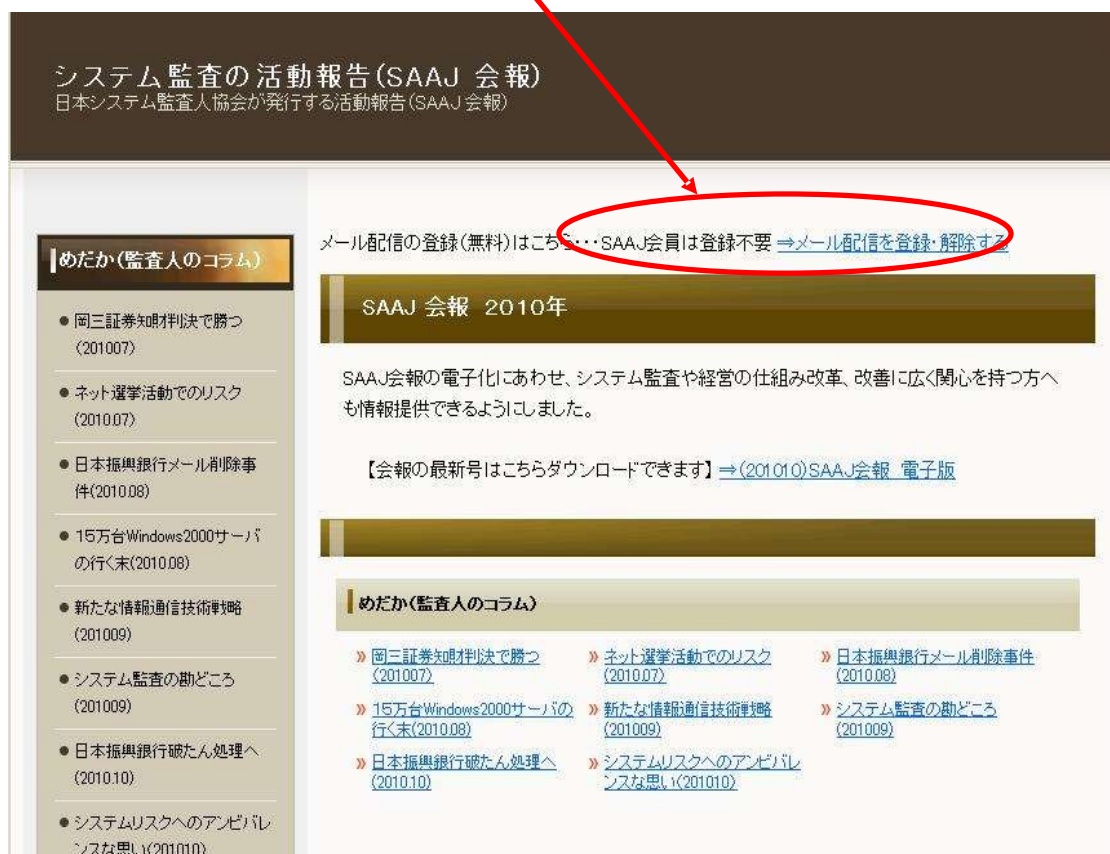 システム監査の活動報告(SAAJ 会報)
日本システム監査人協会が発行する活動報告(SAAJ会報)
めだか(監査人のコラム)
●岡三証券知財判決で勝つ
(201007)
●ネット選挙活動でのリスク
(2010.07)
●日本振興銀行メール削除事
件(2010.08)
●15万台Windows2000サーバ
の行く末(2010.08)
●新たな情報通信技術戦略
(201009)
●システム監査の勘どころ
(201009)
●日本振興銀行破たん処理へ
(2010.10)
●システムリスクへのアンビバレ
ンスな思い(201010)
メール配信の登録(無料)はこちら・・・SAAJ会員は登録不要 ⇒メール配信を登録・解除する
SAAJ 会報 2010年
SAAJ会報の電子化にあわせ、システム監査や経営の仕組み改革、改善に広く関心を持つ方へ
も情報提供できるようにしました。
【会報の最新号はこちらダウンロードできます】⇒(201010)SAAJ会報 電子版
めだか(監査人のコラム)
» 岡三証券知財判決で勝つ
(201007)
» ネット選挙活動でのリスク
(2010.07)
» 日本振興銀行メール削除事件
(2010.08)
» 15万台Windows2000サーバの
行く末(2010.08)
» 新たな情報通信技術戦略
(201009)
» システム監査の勘どころ
(201009)
» 日本振興銀行破たん処理へ
(2010.10)
» システムリスクへのアンビバレ
ンスな思い(201010)